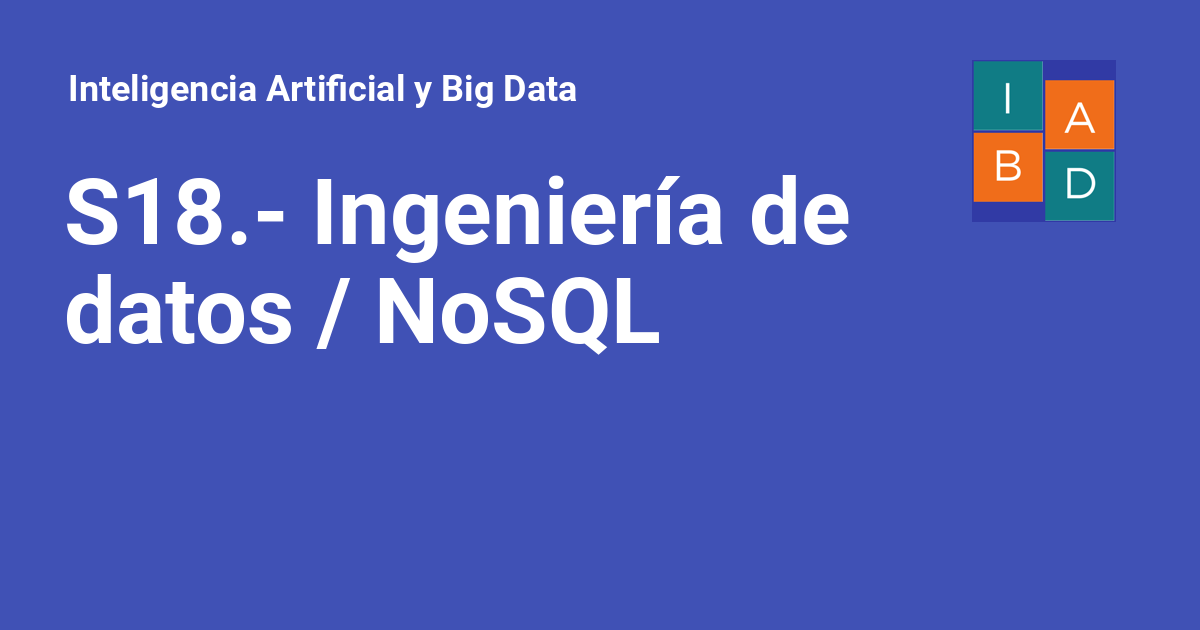 Inteligencia Artificial y Big Data
S18.- Ingeniería de
datos / NoSQL
I A
B D